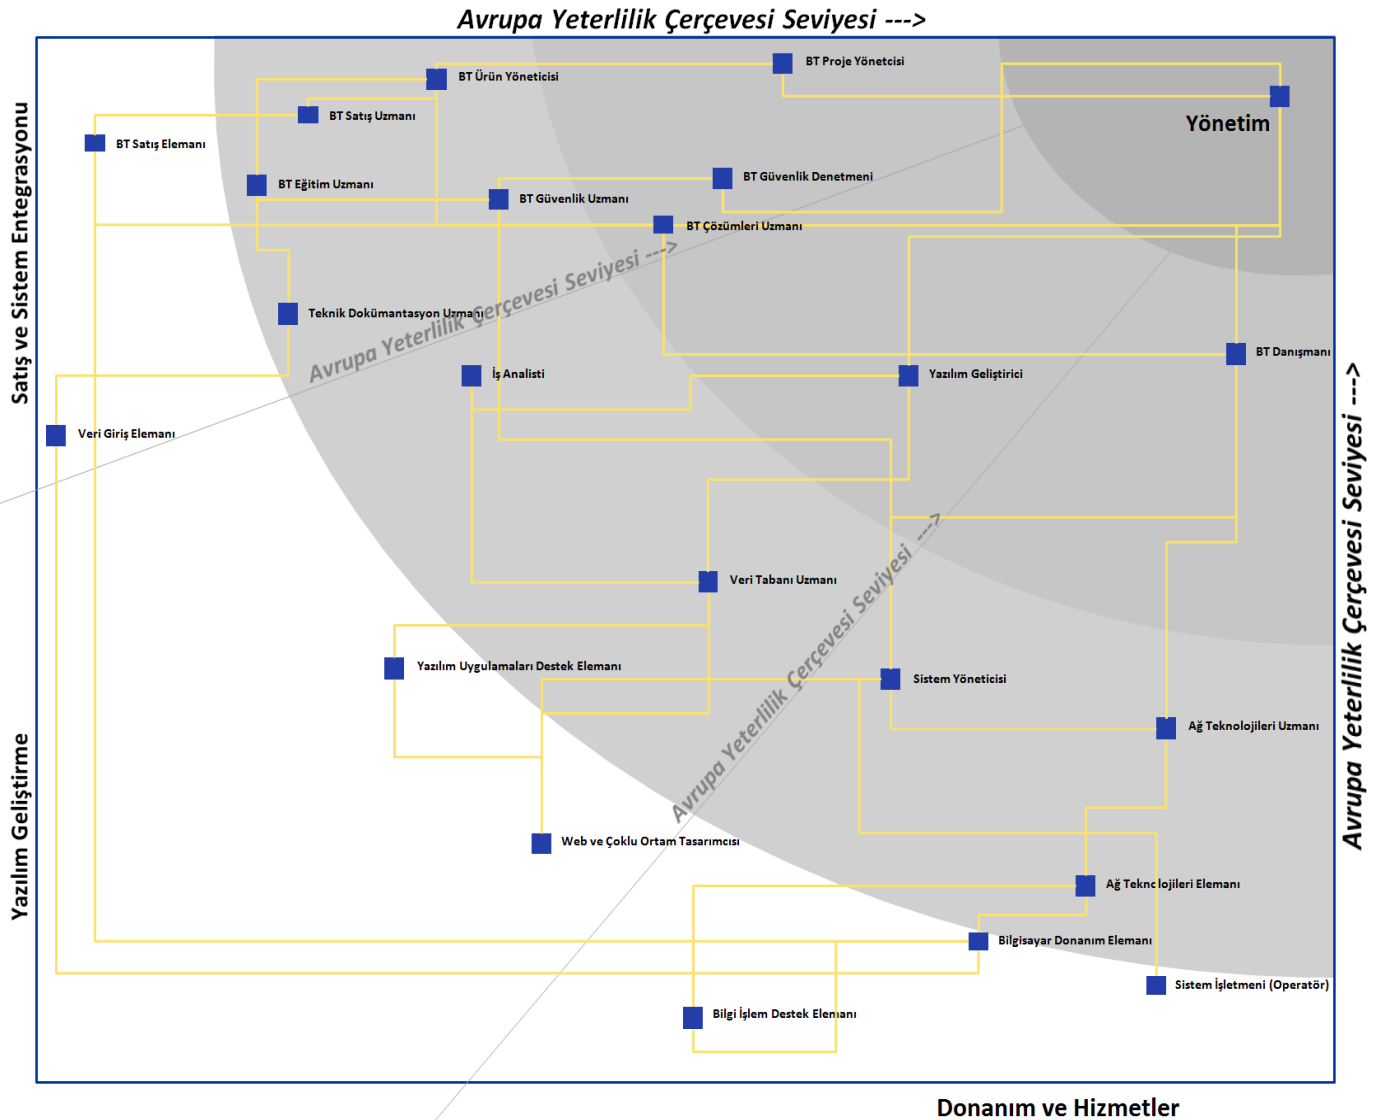 Avrupa Yeterlilik Çerçevesi Seviyesi --->
BT Proje Yönetcisi
BT Ürün Yöneticisi
Yönetim
BT Satış Uzmanı
BT Satış Elemanı
BT Güvenlik Denetmeni
BT Eğitim Uzmanı
BT Güvenlik Uzmanı
BT Çözümleri Uzmanı
Satış ve Sistem Entegrasyonu
Avrupa Yeterlilik Çerçevesi Seviyesi --->
Teknik Dokümantasyon Uzmanı
BT Danışmanı
İş Analisti
Yazılım Geliştirici
Veri Giriş Elemanı
Avrupa Yeterlilik Çerçevesi Seviyesi --->
Veri Tabanı Uzmanı
Avrupa Yeterlilik Çerçevesi Seviyesi --->
Yazılım Uygulamaları Destek Elemanı
Sistem Yöneticisi
Ağ Teknolojileri Uzmanı
Yazılım Geliştirme
Web ve Çoklu Ortam Tasarımcısı
Ağ Teknolojileri Elemanı
Bilgisayar Donanım Elemanı
Sistem İşletmeni (Operatör)
Bilgi İşlem Destek Elemanı
Donanım ve Hizmetler